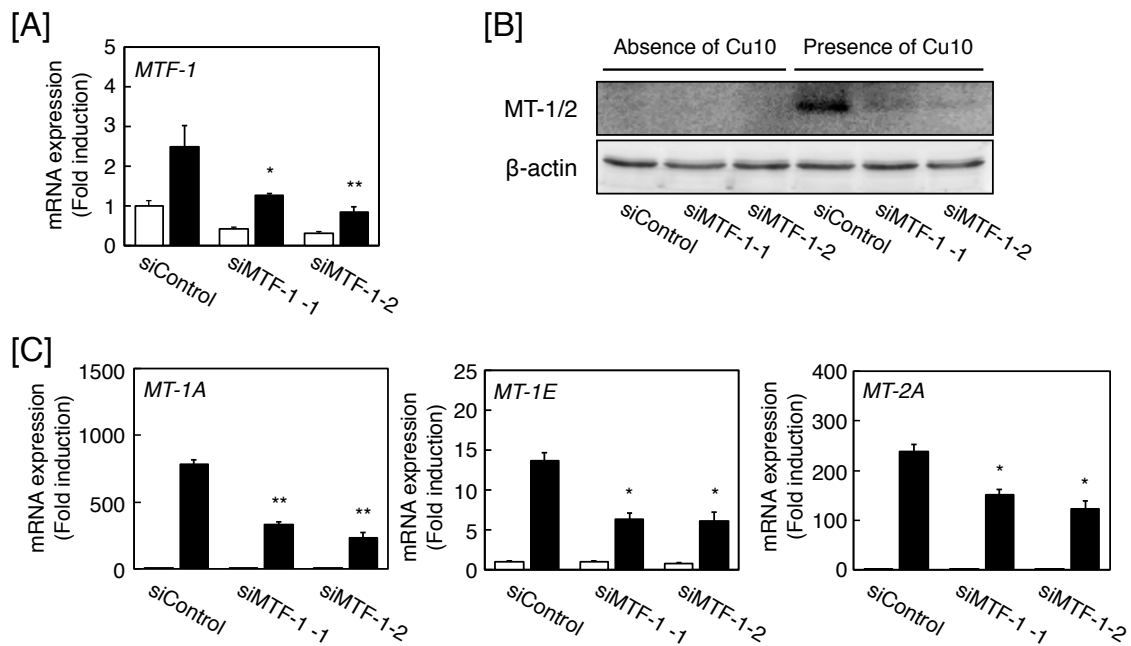 [A]
MTF-1
mRNA expression
(Fold induction)
5
4
3
2
1
0
*
**
siControl
siMTF-1 -1
siMTF-1-2
[B]
Absence of Cu10
Presence of Cu10
MT-1/2
β-actin
siControl
siMTF-1-1
siMTF-1-2
siControl
siMTF-1 -1
siMTF-1-2
[C]
MT-1A
mRNA expression
(Fold induction)
1500
1000
500
0
**
**
siControl
siMTF-1 -1
siMTF-1-2
MT-1E
mRNA expression
(Fold induction)
25
20
15
10
5
0
*
*
siControl
siMTF-1 -1
siMTF-1-2
MT-2A
mRNA expression
(Fold induction)
400
300
200
100
0
*
*
siControl
siMTF-1 -1
siMTF-1-2